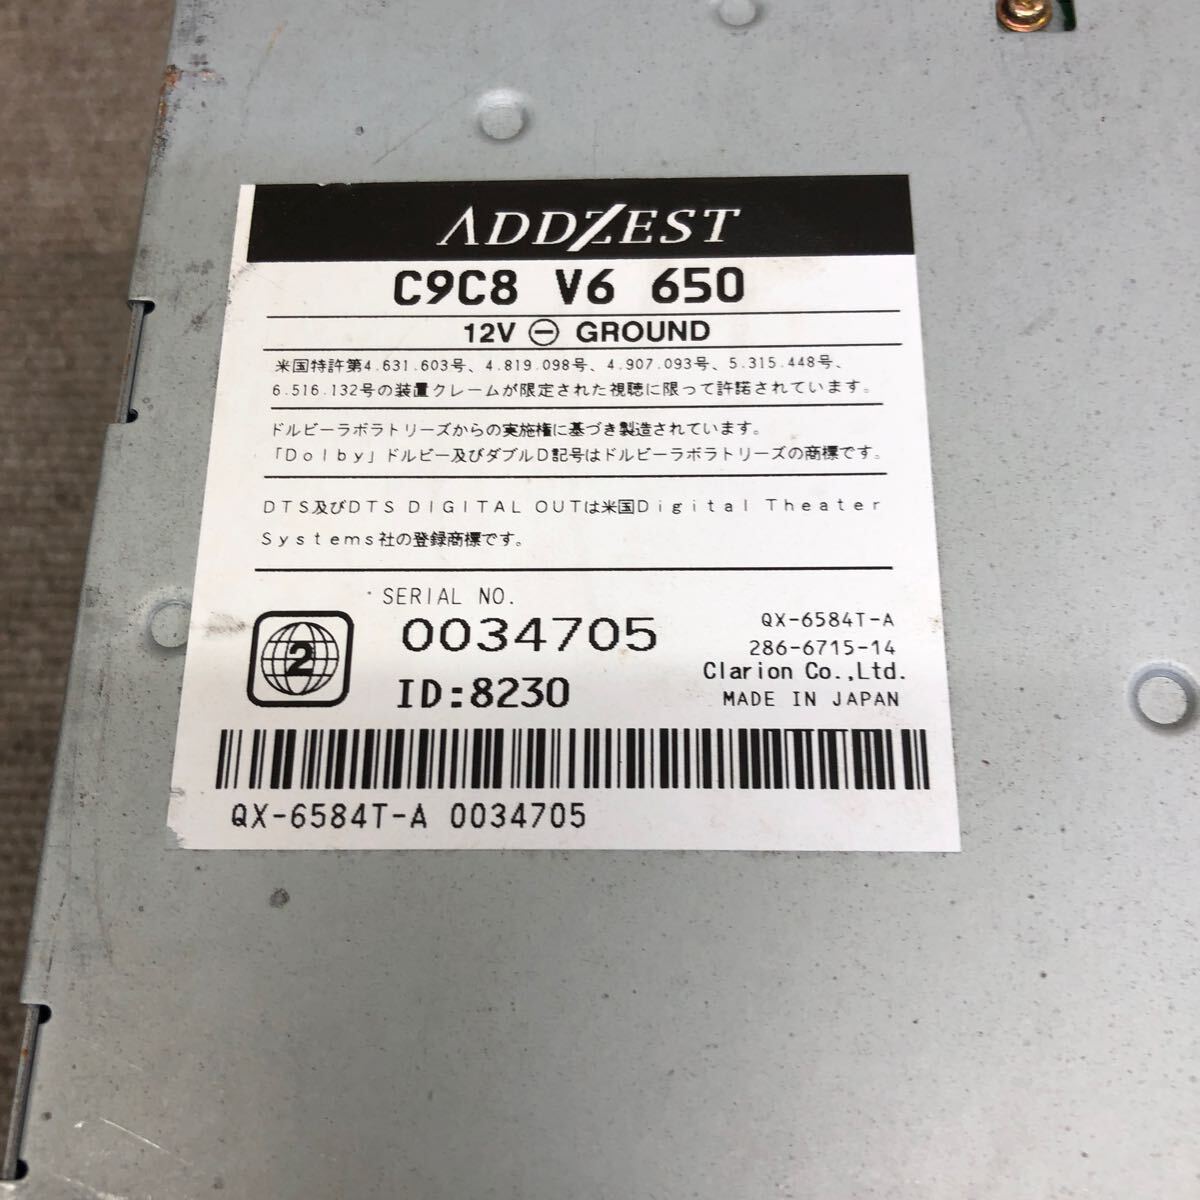 ADDZEST
C9C8 V6 650
12V ⊖ GROUND
米国特許第4.631.603号、4.819.098号、4.907.093号、5.315.448号、
6.516.132号の装置クレームが限定された視聴に限って許諾されています。
ドルビーラボラトリーズからの実施権に基づき製造されています。
「Dolby」ドルビー及びダブルD記号はドルビーラボラトリーズの商標です。
DTS及びDTS DIGITAL OUTは米国Digital Theater
Systems社の登録商標です。
SERIAL NO.
0034705
2
ID:8230
QX-6584T-A
286-6715-14
Clarion Co.,Ltd.
MADE IN JAPAN
QX-6584T-A 0034705